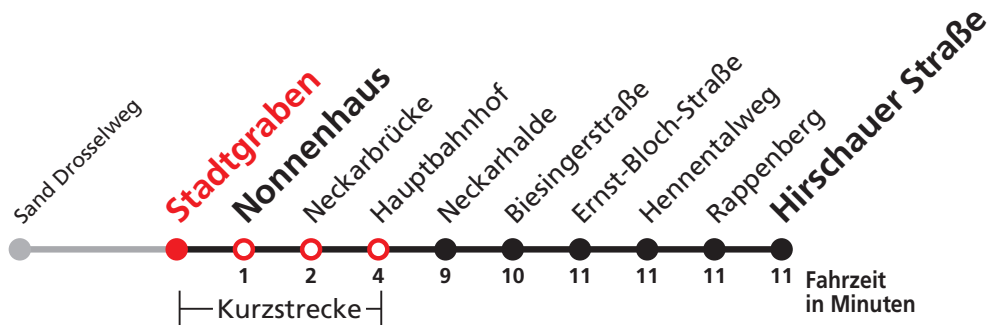 Sand Drosselweg
Stadtgraben
Nonnenhaus
Neckarbrücke
Hauptbahnhof
Neckarhalde
Biesingerstraße
Ernst-Bloch-Straße
Hennentalweg
Rappenberg
Hirschauer Straße
1 2 4 9 10 11 11 11 11 Fahrzeit
in Minuten
Kurzstrecke